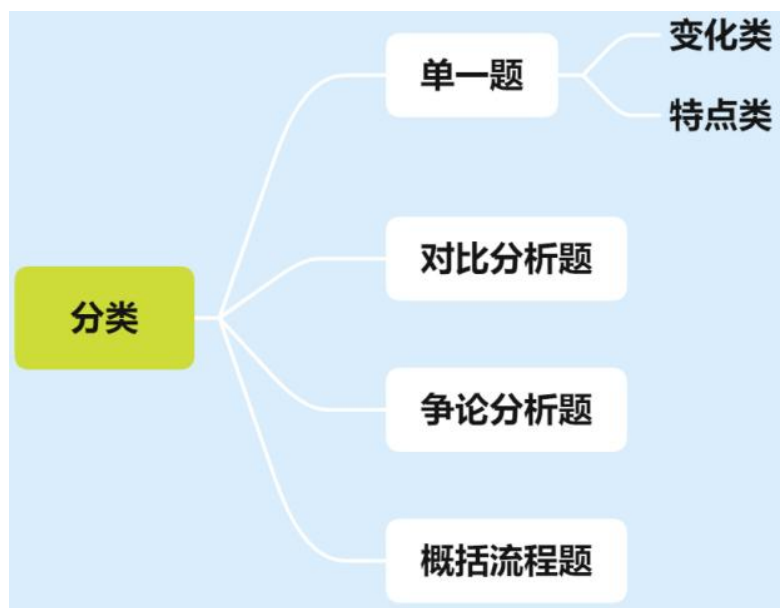 变化类
单一题
特点类
对比分析题
分类
争论分析题
概括流程题